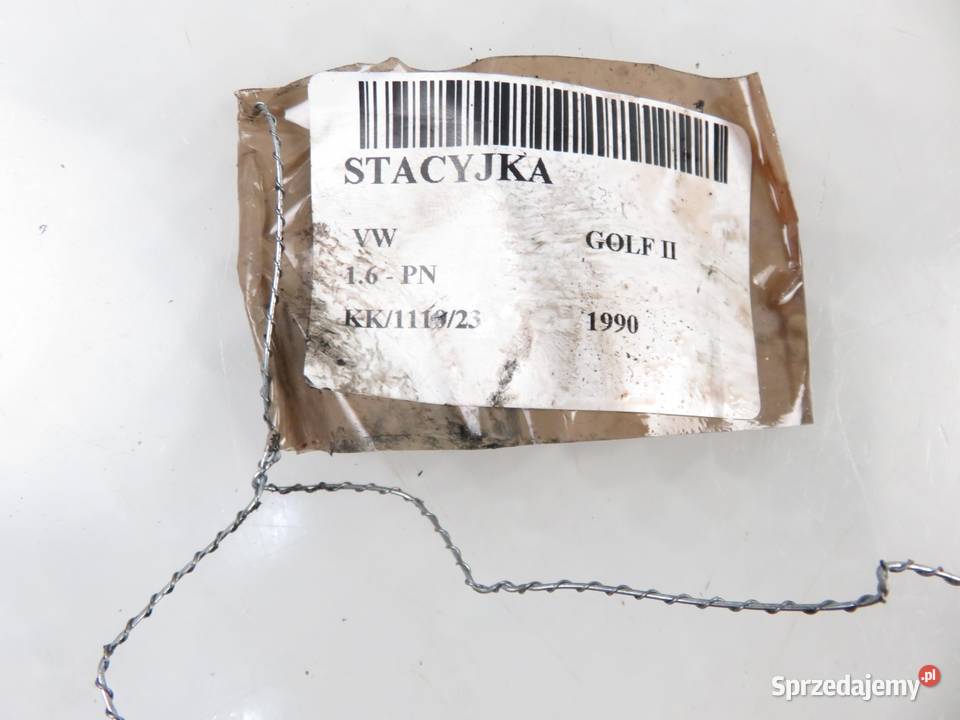 STACYJKA
VW GOLF II
1.6 - PN
1990
Sprzedajemy.pl